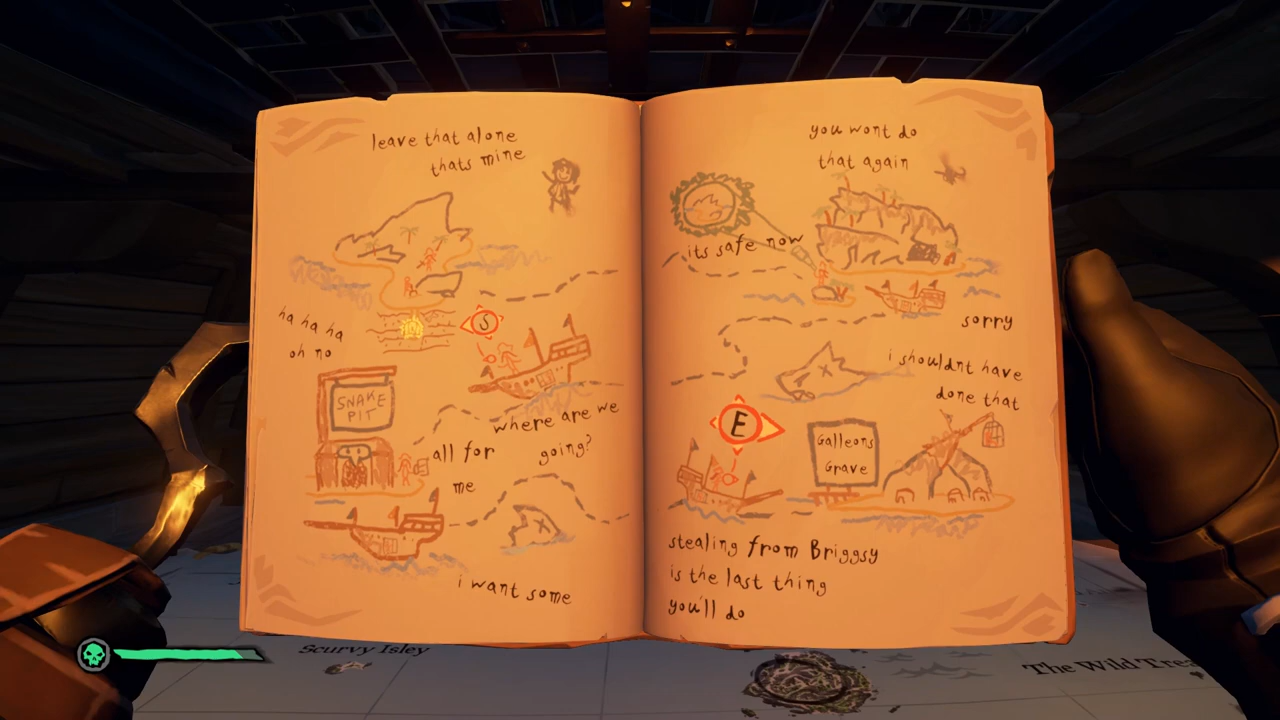 leave that alone
thats mine
ha ha ha
oh no
S
SNAKE
PIT
where are we
going?
all for
me
i want some
you wont do
that again
its safe now
sorry
i shouldnt have
done that
E
Galleons
Grave
stealing from Briggsy
is the last thing
you'll do
Scurvy Isley
The Wild Trea